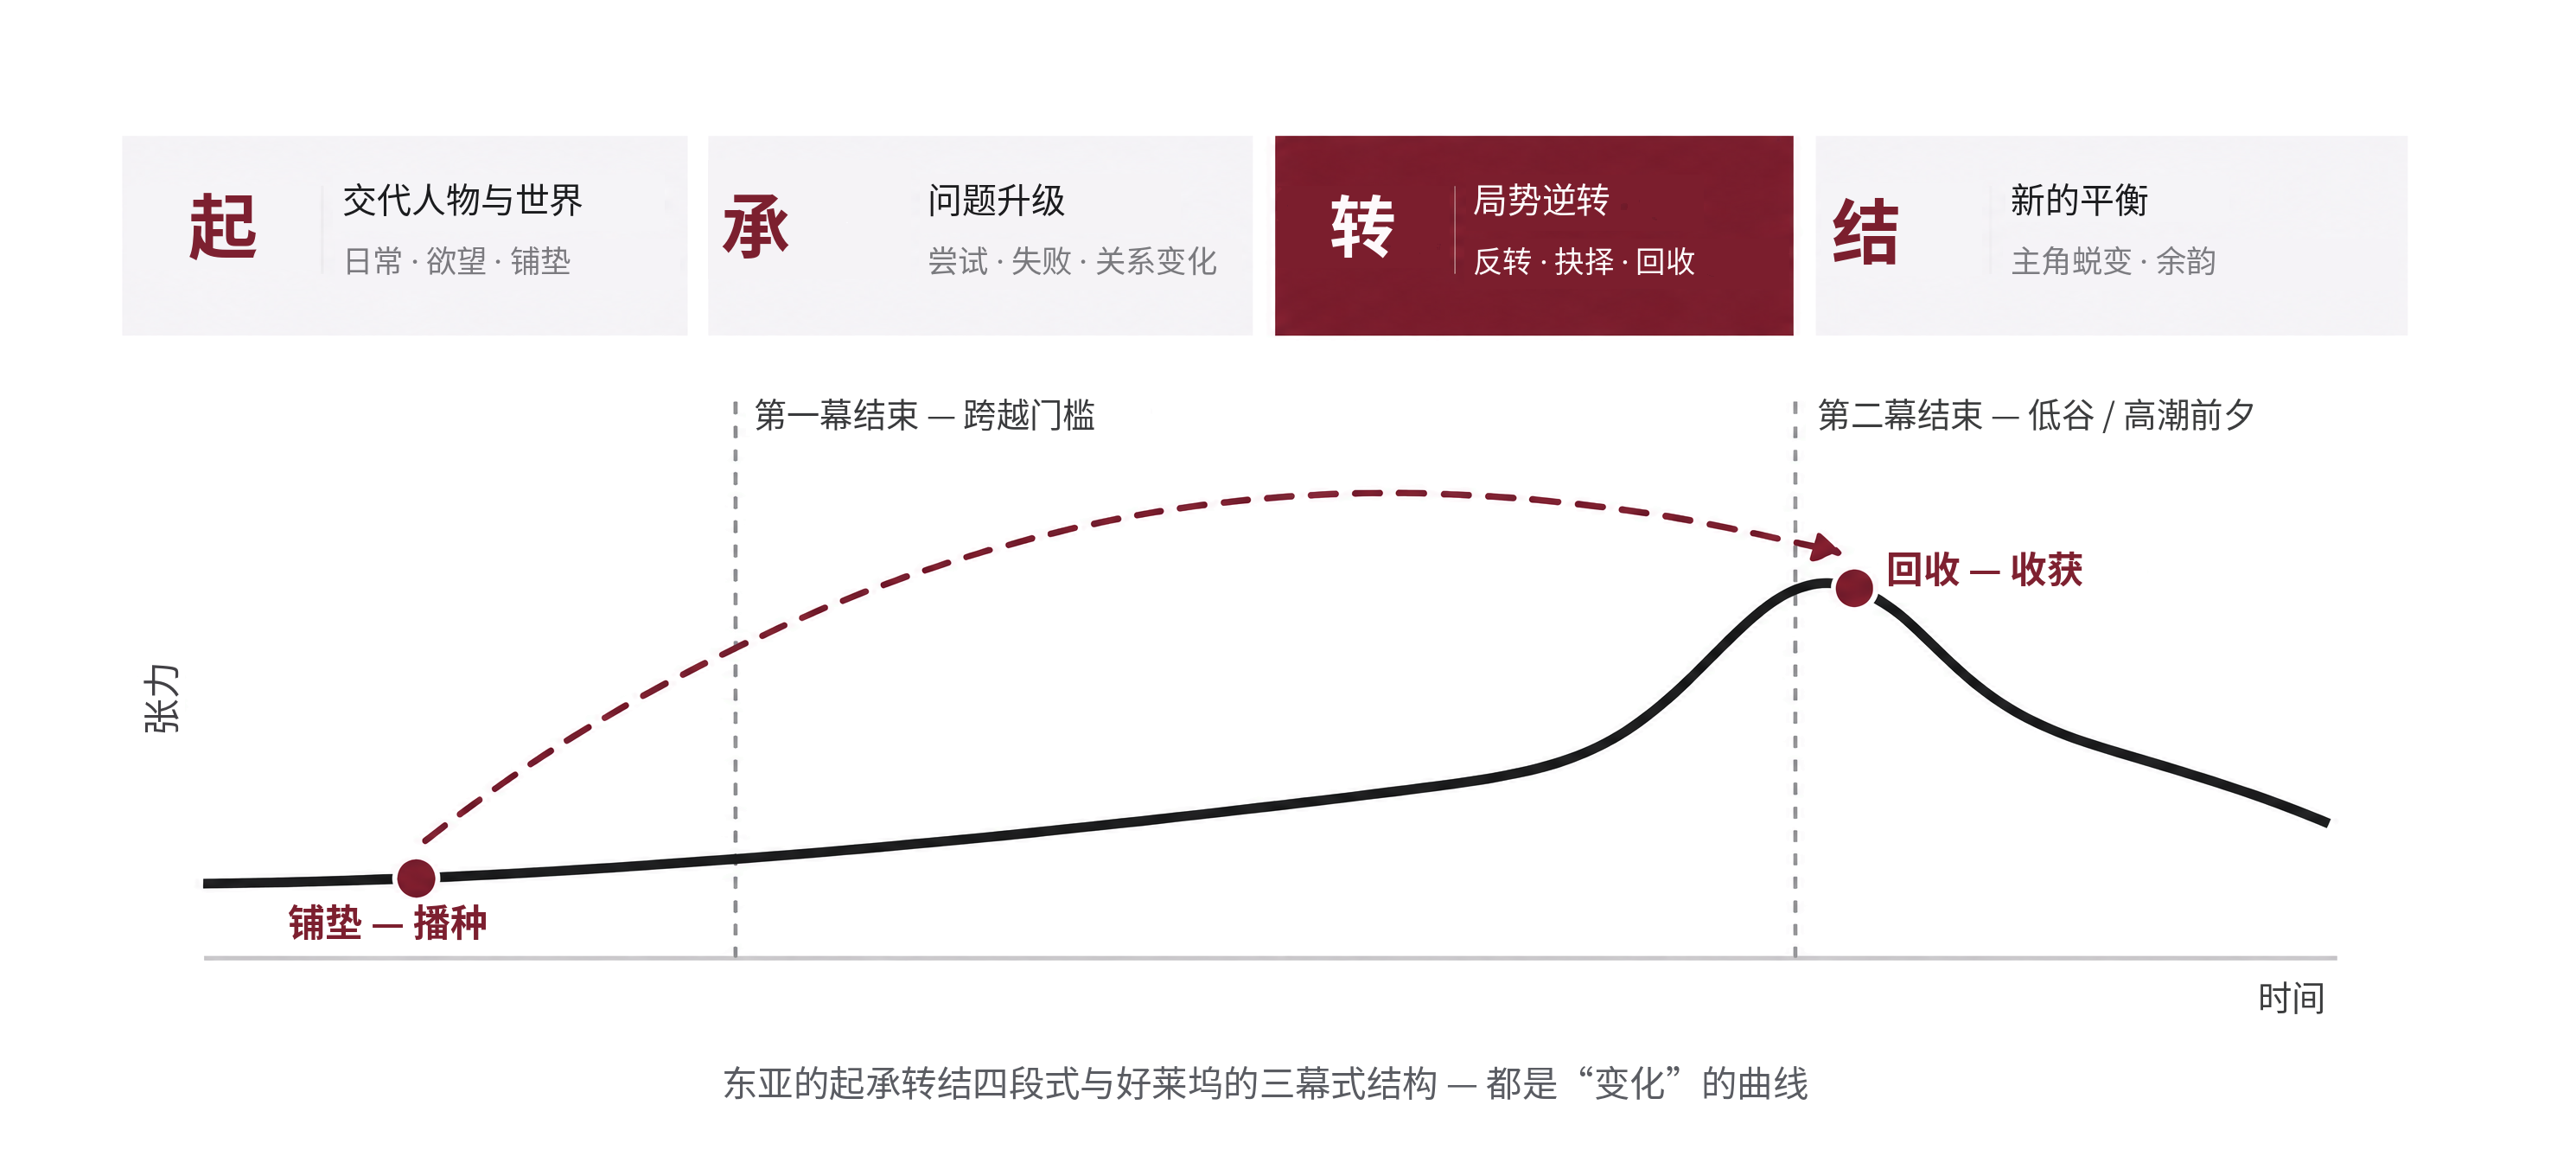 起
交代人物与世界
日常 · 欲望 · 铺垫
承
问题升级
尝试 · 失败 · 关系变化
转
局势逆转
反转 · 抉择 · 回收
结
新的平衡
主角蜕变 · 余韵
第一幕结束 — 跨越门槛
第二幕结束 — 低谷 / 高潮前夕
回收 — 收获
张力
铺垫 — 播种
时间
东亚的起承转结四段式与好莱坞的三幕式结构 — 都是“变化”的曲线